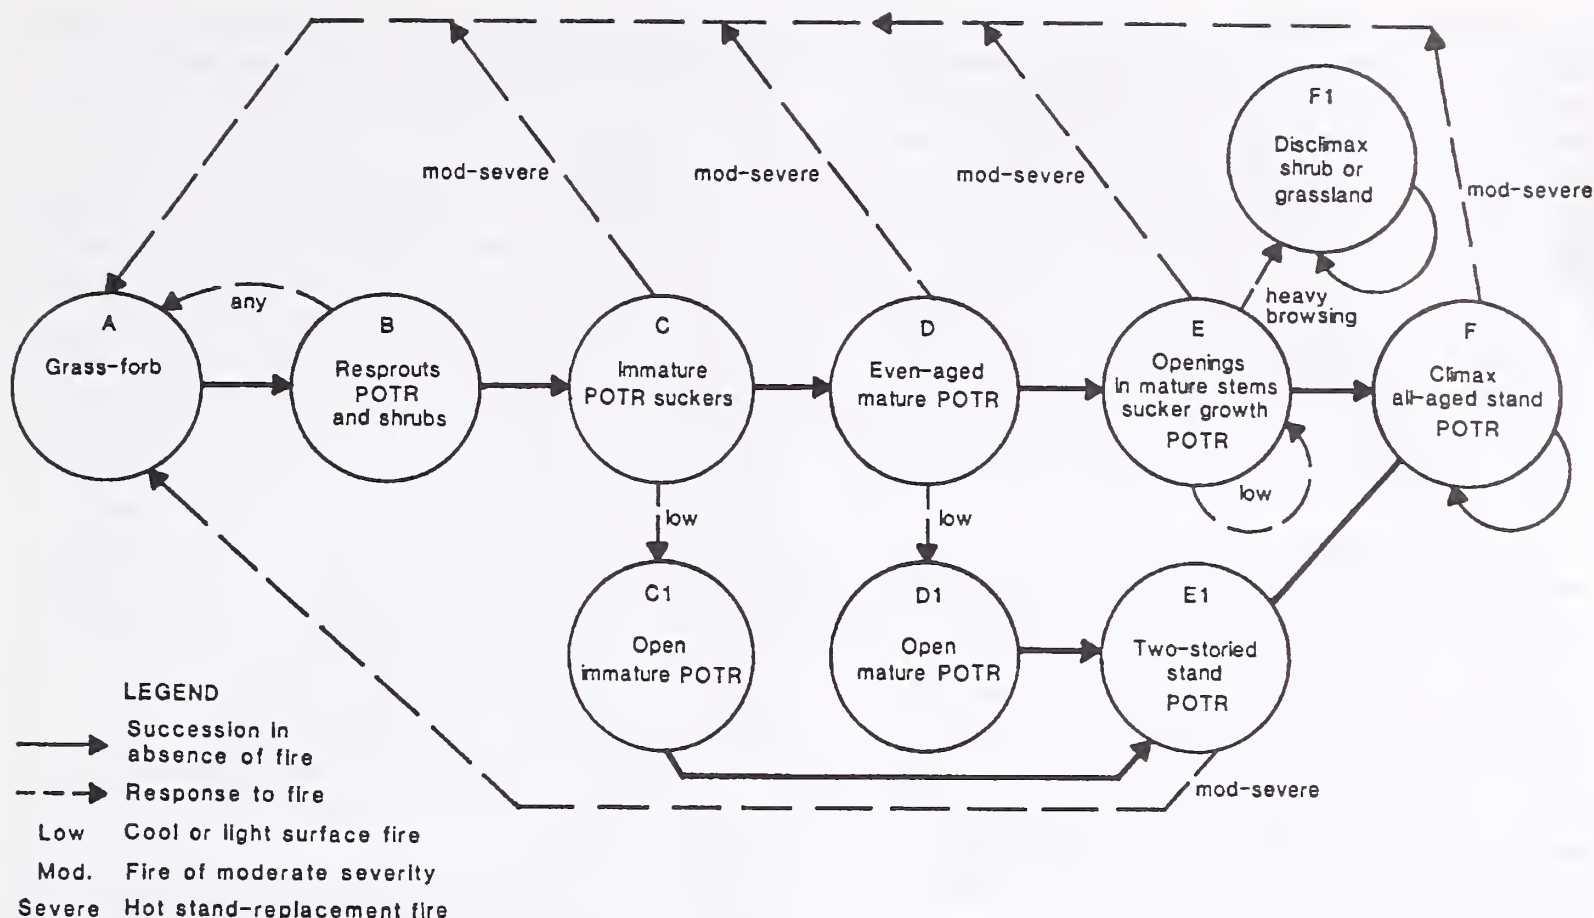 mod-severe
mod-severe
mod-severe
mod-severe
F1
Disclimax
shrub or
grassland
heavy
browsing
any
A
Grass-forb
B
Resprouts
POTR
and shrubs
C
Immature
POTR suckers
D
Even-aged
mature POTR
E
Openings
in mature stems
sucker growth
POTR
F
Climax
all-aged stand
POTR
low
low
low
C1
Open
immature POTR
D1
Open
mature POTR
E1
Two-storied
stand
POTR
mod-severe
LEGEND
Succession in
absence of fire
Response to fire
Low Cool or light surface fire
Mod. Fire of moderate severity
Severe Hot stand-replacement fire